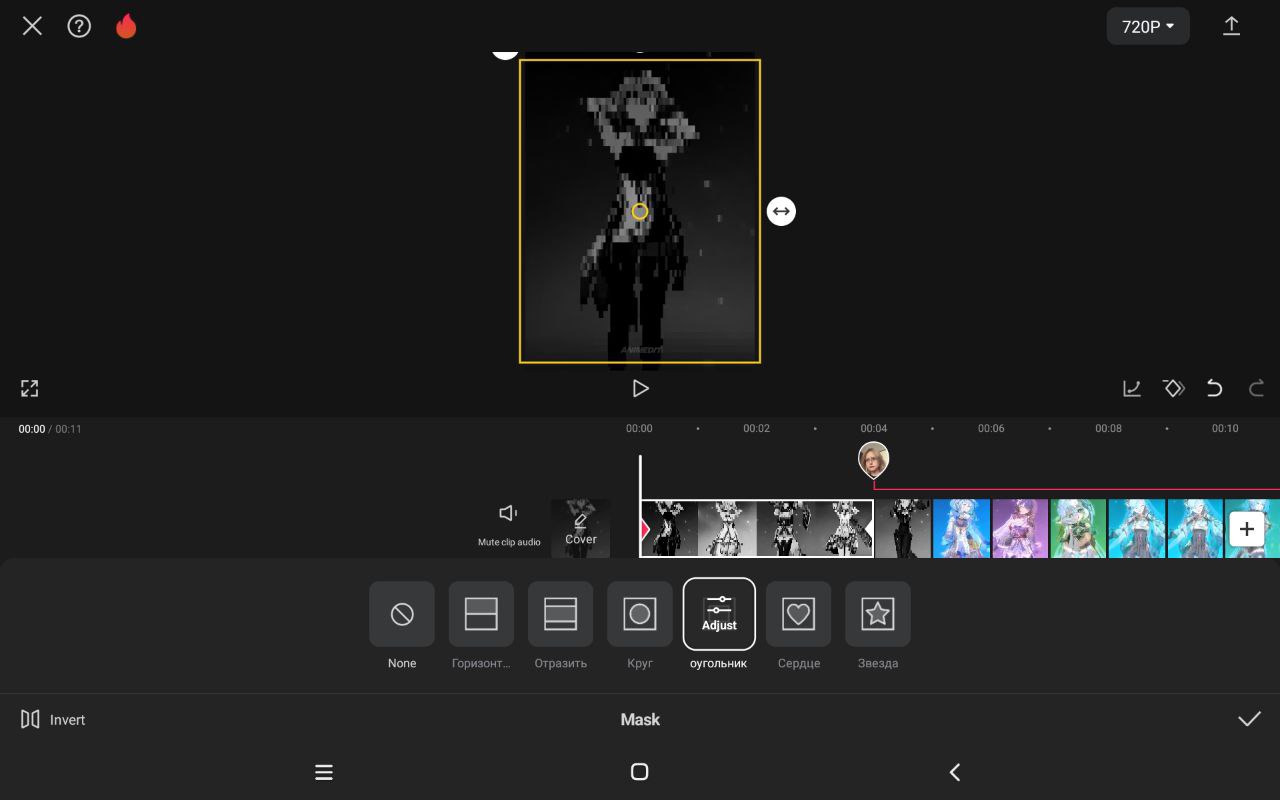 720P
ANIMEDIT
00:00 / 00:11
00:00
00:02
00:04
00:06
00:08
00:10
Mute clip audio
Cover
Adjust
None
Горизонт...
Отразить
Круг
оугольник
Сердце
Звезда
Invert
Mask